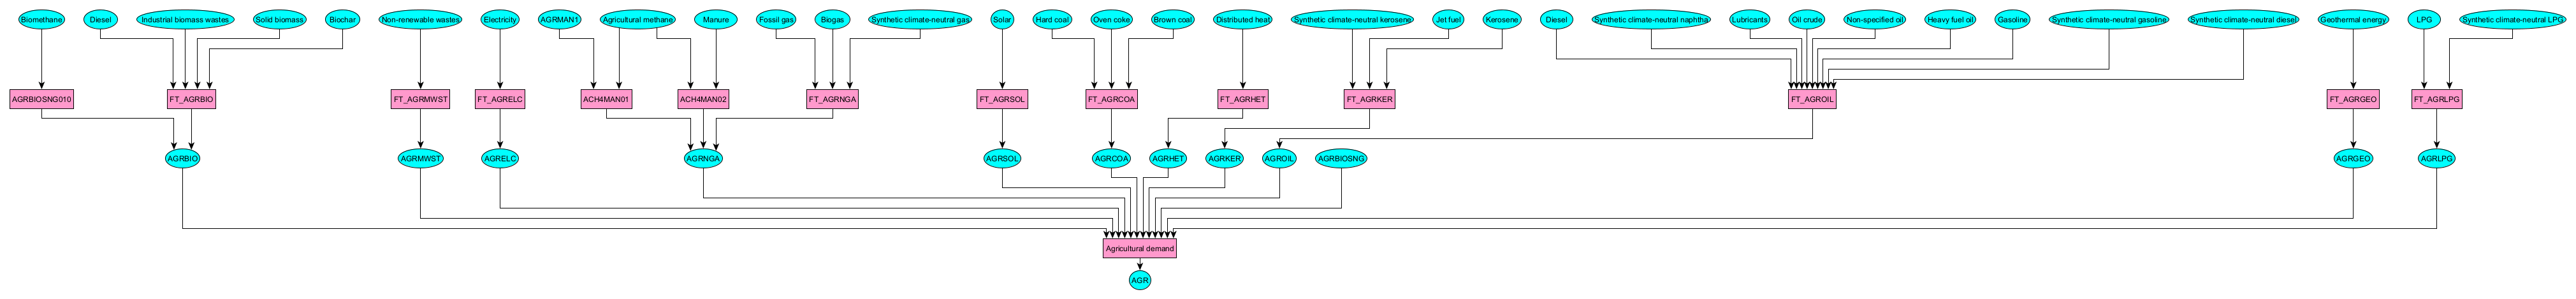 Biomethane
Diesel
Industrial biomass wastes
Solid biomass
Biochar
Non-renewable wastes
Electricity
AGRMAN1
Agricultural methane
Manure
Fossil gas
Biogas
Synthetic climate-neutral gas
Solar
Hard coal
Oven coke
Brown coal
Distributed heat
Synthetic climate-neutral kerosene
Jet fuel
Kerosene
Diesel
Synthetic climate-neutral naphtha
Lubricants
Oil crude
Non-specified oil
Heavy fuel oil
Gasoline
Synthetic climate-neutral gasoline
Synthetic climate-neutral diesel
Geothermal energy
LPG
Synthetic climate-neutral LPG
AGRBIOSNG010
FT_AGRBIO
FT_AGRMWST
FT_AGRELC
ACH4MAN01
ACH4MAN02
FT_AGRNGA
FT_AGRSOL
FT_AGRCOA
FT_AGRHET
FT_AGRKER
FT_AGROIL
FT_AGRGEO
FT_AGRLPG
AGRBIO
AGRMWST
AGRELC
AGRNGA
AGRSOL
AGRCOA
AGRHET
AGRKER
AGROIL
AGRBIOSNG
AGRGEO
AGRLPG
Agricultural demand
AGR